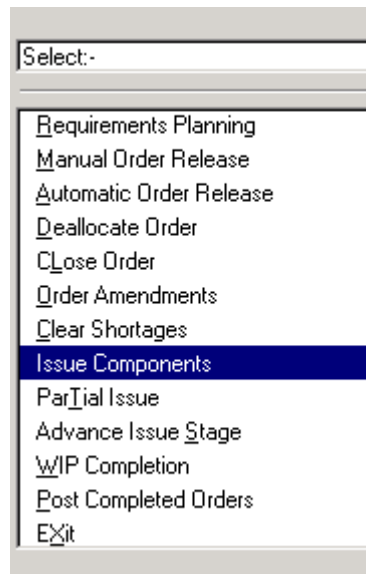 Select:-
Requirements Planning
Manual Order Release
Automatic Order Release
Deallocate Order
CLose Order
Order Amendments
Clear Shortages
Issue Components
ParTial Issue
Advance Issue Stage
WIP Completion
Post Completed Orders
EXit